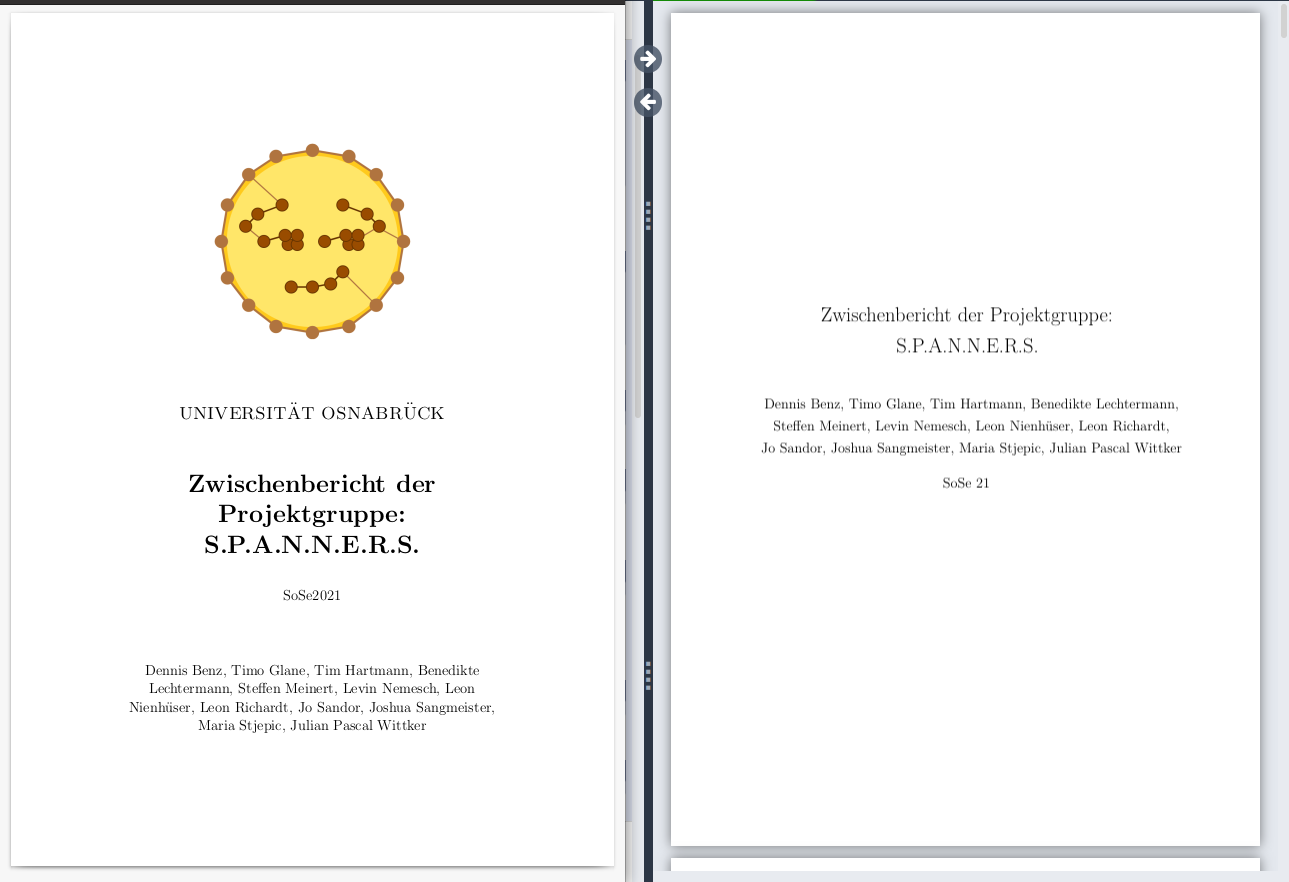 UNIVERSITÄT OSNABRÜCK
Zwischenbericht der
Projektgruppe:
S.P.A.N.N.E.R.S.
SoSe2021
Dennis Benz, Timo Glane, Tim Hartmann, Benedikte
Lechtermann, Steffen Meinert, Levin Nemesch, Leon
Nienhüser, Leon Richardt, Jo Sandor, Joshua Sangmeister,
Maria Stjepic, Julian Pascal Wittker
Zwischenbericht der Projektgruppe:
S.P.A.N.N.E.R.S.
Dennis Benz, Timo Glane, Tim Hartmann, Benedikte Lechtermann,
Steffen Meinert, Levin Nemesch, Leon Nienhüser, Leon Richardt,
Jo Sandor, Joshua Sangmeister, Maria Stjepic, Julian Pascal Wittker
SoSe 21